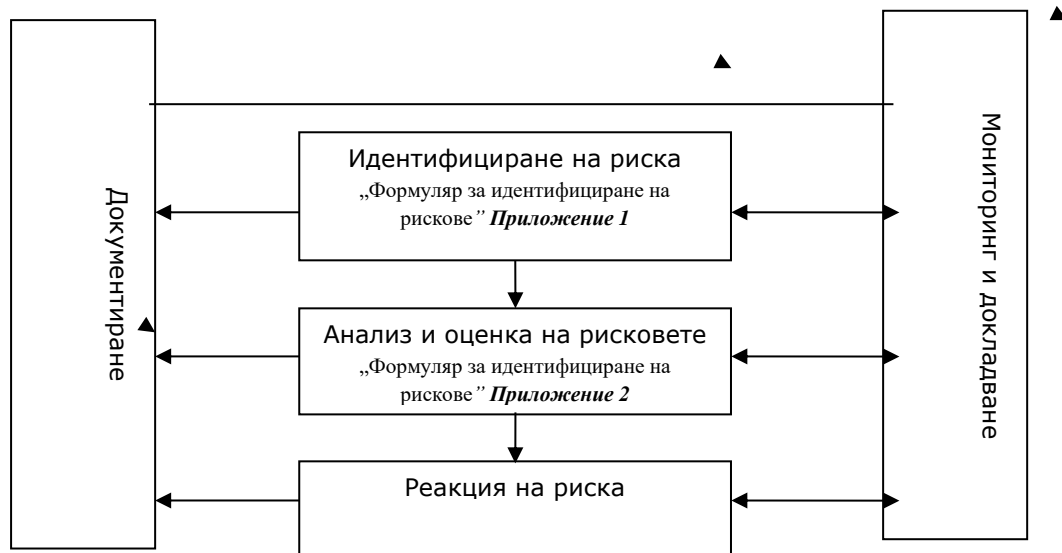 Документиране
Идентифициране на риска
„Формуляр за идентифициране на
рискове” Приложение 1
Анализ и оценка на рисковете
„Формуляр за идентифициране на
рискове” Приложение 2
Реакция на риска
Мониторинг и докладване